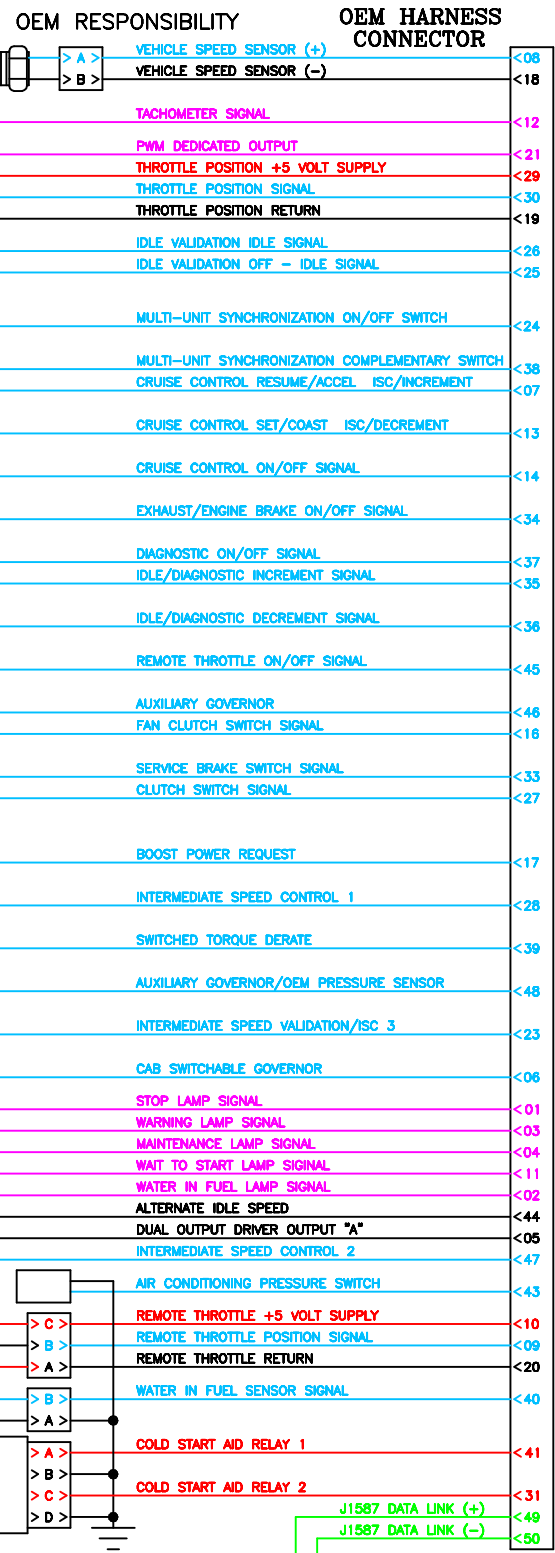 OEM RESPONSIBILITY
OEM HARNESS
CONNECTOR
> A > VEHICLE SPEED SENSOR (+) <08
> B > VEHICLE SPEED SENSOR (-) <18
TACHOMETER SIGNAL <12
PWM DEDICATED OUTPUT <21
THROTTLE POSITION +5 VOLT SUPPLY <29
THROTTLE POSITION SIGNAL <30
THROTTLE POSITION RETURN <19
IDLE VALIDATION IDLE SIGNAL <26
IDLE VALIDATION OFF - IDLE SIGNAL <25
MULTI-UNIT SYNCHRONIZATION ON/OFF SWITCH <24
MULTI-UNIT SYNCHRONIZATION COMPLEMENTARY SWITCH <38
CRUISE CONTROL RESUME/ACCEL ISC/INCREMENT <07
CRUISE CONTROL SET/COAST ISC/DECREMENT <13
CRUISE CONTROL ON/OFF SIGNAL <14
EXHAUST/ENGINE BRAKE ON/OFF SIGNAL <34
DIAGNOSTIC ON/OFF SIGNAL <37
IDLE/DIAGNOSTIC INCREMENT SIGNAL <35
IDLE/DIAGNOSTIC DECREMENT SIGNAL <36
REMOTE THROTTLE ON/OFF SIGNAL <45
AUXILIARY GOVERNOR <46
FAN CLUTCH SWITCH SIGNAL <16
SERVICE BRAKE SWITCH SIGNAL <33
CLUTCH SWITCH SIGNAL <27
BOOST POWER REQUEST <17
INTERMEDIATE SPEED CONTROL 1 <28
SWITCHED TORQUE DERATE <39
AUXILIARY GOVERNOR/OEM PRESSURE SENSOR <48
INTERMEDIATE SPEED VALIDATION/ISC 3 <23
CAB SWITCHABLE GOVERNOR <06
STOP LAMP SIGNAL <01
WARNING LAMP SIGNAL <03
MAINTENANCE LAMP SIGNAL <04
WAIT TO START LAMP SIGINAL <11
WATER IN FUEL LAMP SIGNAL <02
ALTERNATE IDLE SPEED <44
DUAL OUTPUT DRIVER OUTPUT "A" <05
INTERMEDIATE SPEED CONTROL 2 <47
AIR CONDITIONING PRESSURE SWITCH <43
> C > REMOTE THROTTLE +5 VOLT SUPPLY <10
> B > REMOTE THROTTLE POSITION SIGNAL <09
> A > REMOTE THROTTLE RETURN <20
> B > WATER IN FUEL SENSOR SIGNAL <40
> A >
> A > COLD START AID RELAY 1 <41
> B >
> C > COLD START AID RELAY 2 <31
> D > J1587 DATA LINK (+) <49
J1587 DATA LINK (-) <50